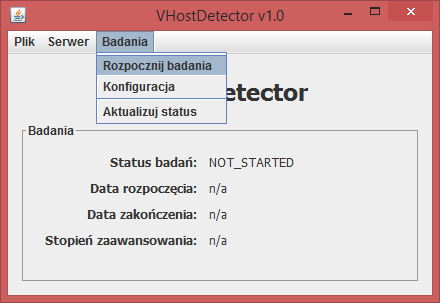 VHostDetector v1.0
Plik Serwer Badania
Rozpocznij badania
Konfiguracja
Aktualizuj status
etector
Badania
Status badań: NOT_STARTED
Data rozpoczęcia: n/a
Data zakończenia: n/a
Stopień zaawansowania: n/a